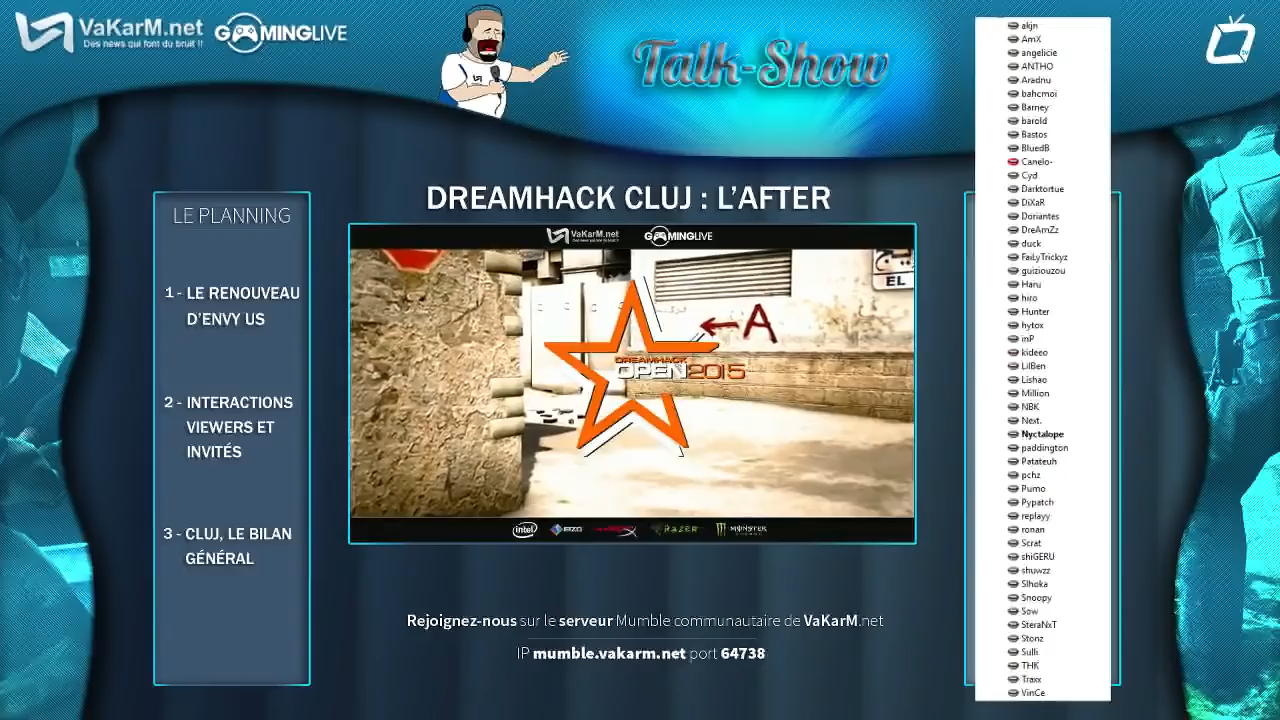 VaKarM.net
Des news qui font du bruit !!
GAMINGLIVE
Talk-Show
tv
DREAMHACK CLUJ : L'AFTER
LE PLANNING
1 - LE RENOUVEAU
D'ENVY US
2 - INTERACTIONS
VIEWERS ET
INVITÉS
3 - CLUJ, LE BILAN
GÉNÉRAL
VaKarM.net
GAMINGLIVE
EL
A
DREAMHACK
OPEN2015
intel
RAZER
MONSTER
Rejoignez-nous sur le serveur Mumble communautaire de VaKarM.net
IP mumble.vakarm.net port 64738
akjn
AmX
angelicie
ANTHO
Aradnu
bahcmoi
Barney
barold
Bastos
BluedB
Canelo-
Cyd
Darktortue
DiXaR
Doriantes
DreAmZz
duck
FaiLyTrickyz
guiziouzou
Haru
hiro
Hunter
hytox
inP
kideeo
LilBen
Lishao
Million
NBK
Next.
Nyctalope
paddington
Patateuh
pchz
Pumo
Pypatch
replayy
ronan
Scrat
shiGERU
shuwzz
Slhoka
Snoopy
Sow
SteraNxT
Stonz
Sulli
THK
Traxx
VinCe